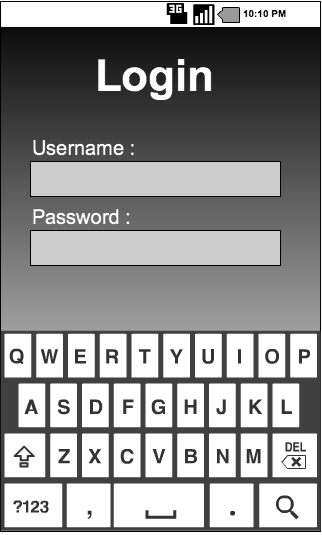 3G 10:10 PM
Login
Username :
Password :
Q W E R T Y U I O P
A S D F G H J K L
Z X C V B N M DEL
?123 , .